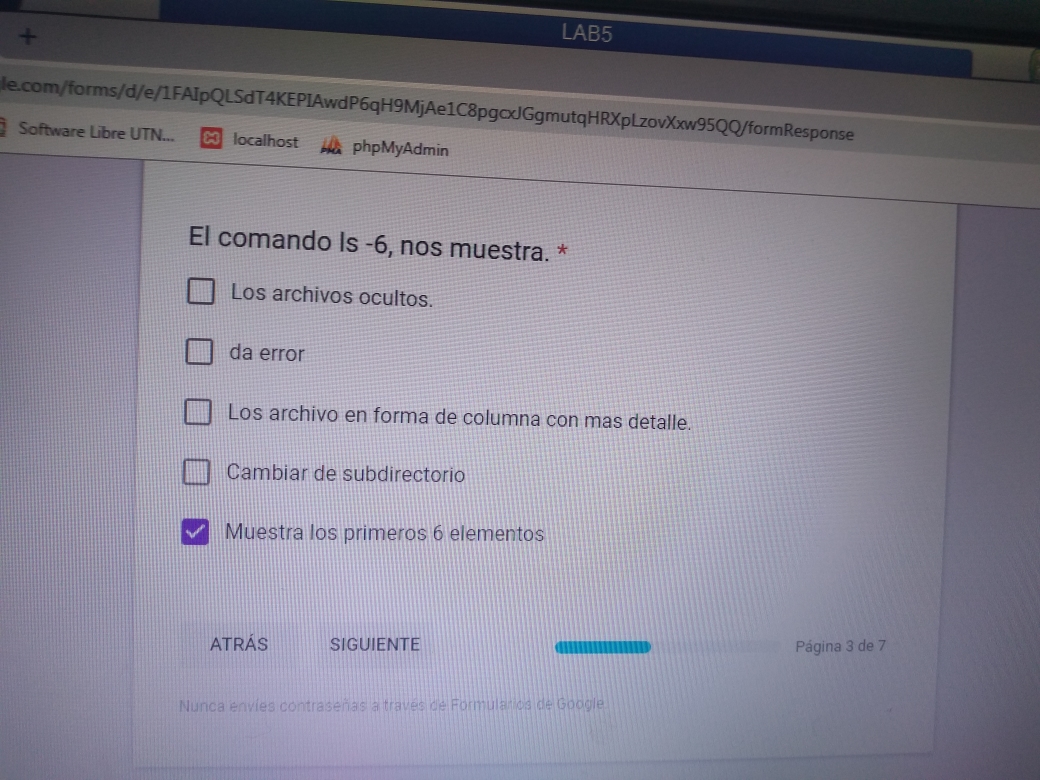 LAB5
+
le.com/forms/d/e/1FAIpQLSdT4KEPIAwdP6qH9MjAe1C8pgcxJGgmutqHRXpLzovXxw95QQ/formResponse
Software Libre UTN... localhost phpMyAdmin
El comando ls -6, nos muestra. *
Los archivos ocultos.
da error
Los archivo en forma de columna con mas detalle.
Cambiar de subdirectorio
Muestra los primeros 6 elementos
ATRÁS SIGUIENTE Página 3 de 7
Nunca envíes contraseñas a través de Formularios de Google